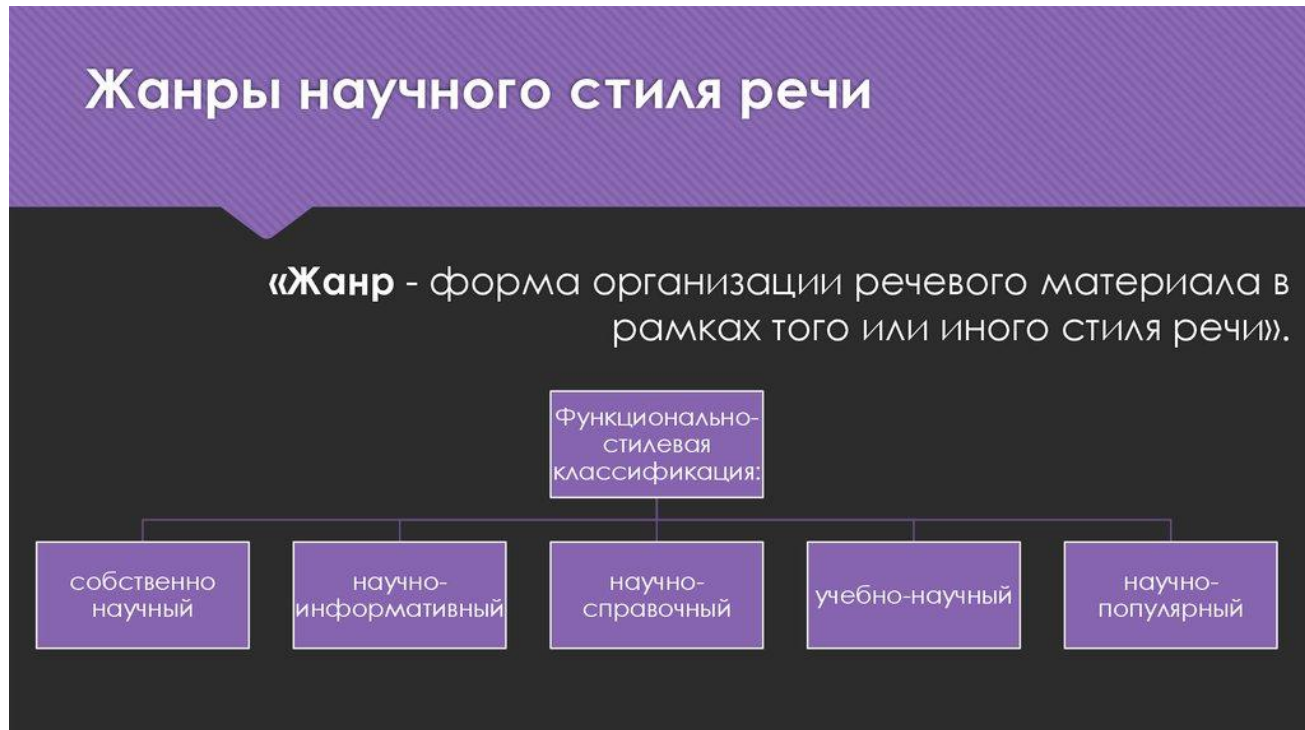 Жанры научного стиля речи
«Жанр - форма организации речевого материала в
рамках того или иного стиля речи».
Функционально-
стилевая
классификация:
собственно
научный
научно-
информативный
научно-
справочный
учебно-научный
научно-
популярный